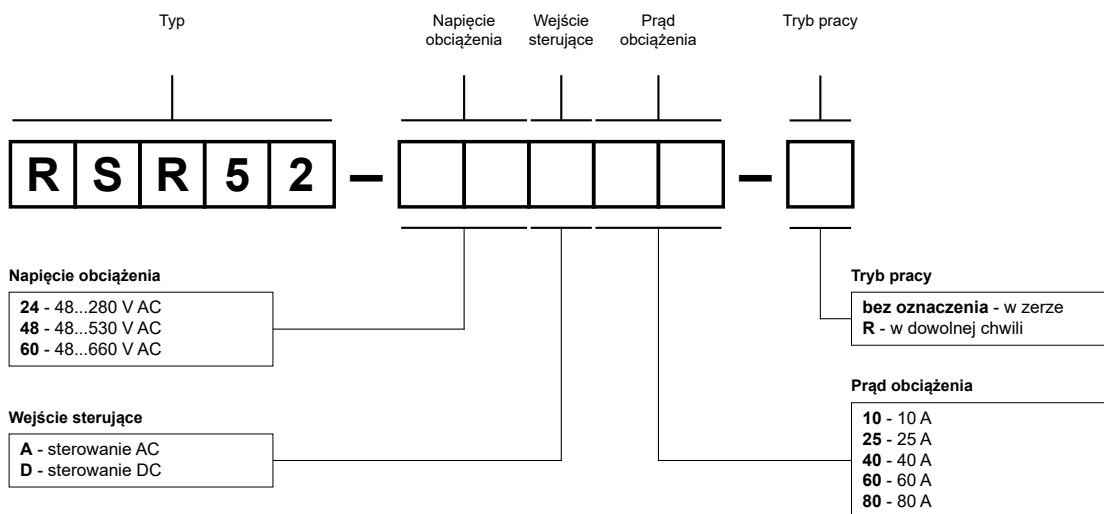 Typ
Napięcie
obciążenia
Wejście
sterujące
Prąd
obciążenia
Tryb pracy
RSR52 – –
Napięcie obciążenia
24 - 48...280 V AC
48 - 48...530 V AC
60 - 48...660 V AC
Wejście sterujące
A - sterowanie AC
D - sterowanie DC
Tryb pracy
bez oznaczenia - w zerze
R - w dowolnej chwili
Prąd obciążenia
10 - 10 A
25 - 25 A
40 - 40 A
60 - 60 A
80 - 80 A